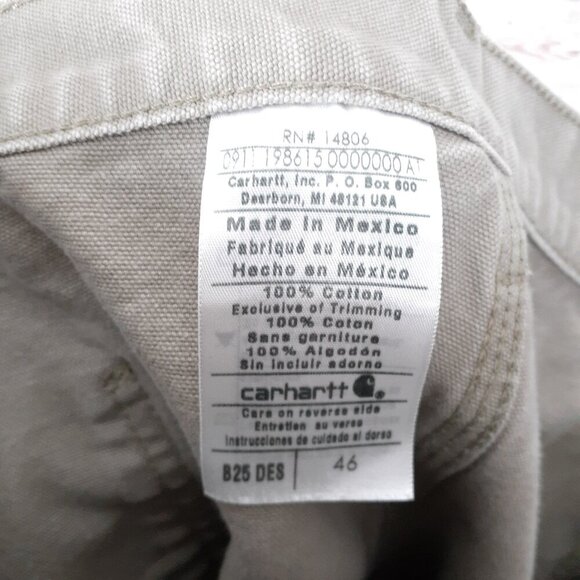 RN# 14806
0911 198615 0000000 A1
Carhartt, Inc. P. O. Box 600
Dearborn, MI 48121 USA
Made in Mexico
Fabriqué au Mexique
Hecho en México
100% Cotton
Exclusive of Trimming
100% Coton
Sans garniture
100% Algodón
Sin incluir adorno
carhartt
Care on reverse side
Entretien au verso
Instrucciones de cuidado al dorso
B25 DES 46